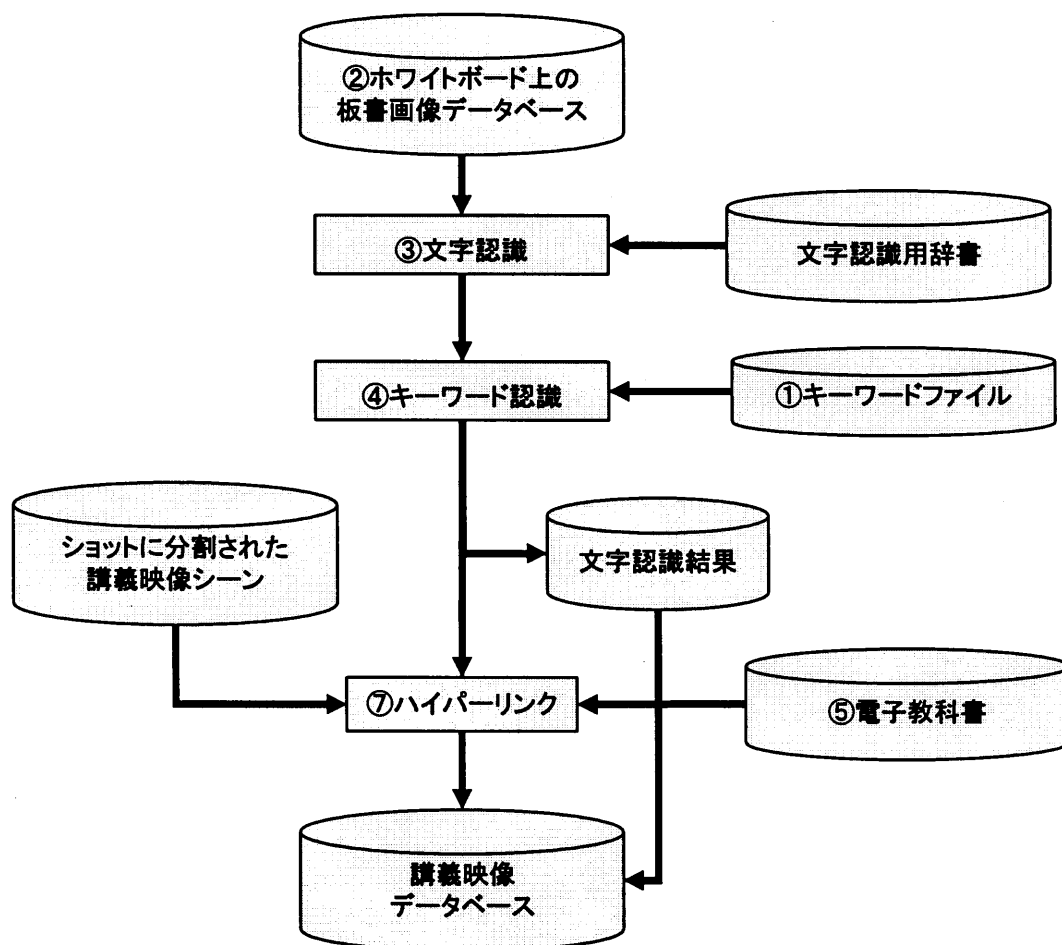 ②ホワイトボード上の
板書画像データベース
③文字認識
文字認識用辞書
④キーワード認識
①キーワードファイル
ショットに分割された
講義映像シーン
文字認識結果
⑦ハイパーリンク
⑤電子教科書
講義映像
データベース